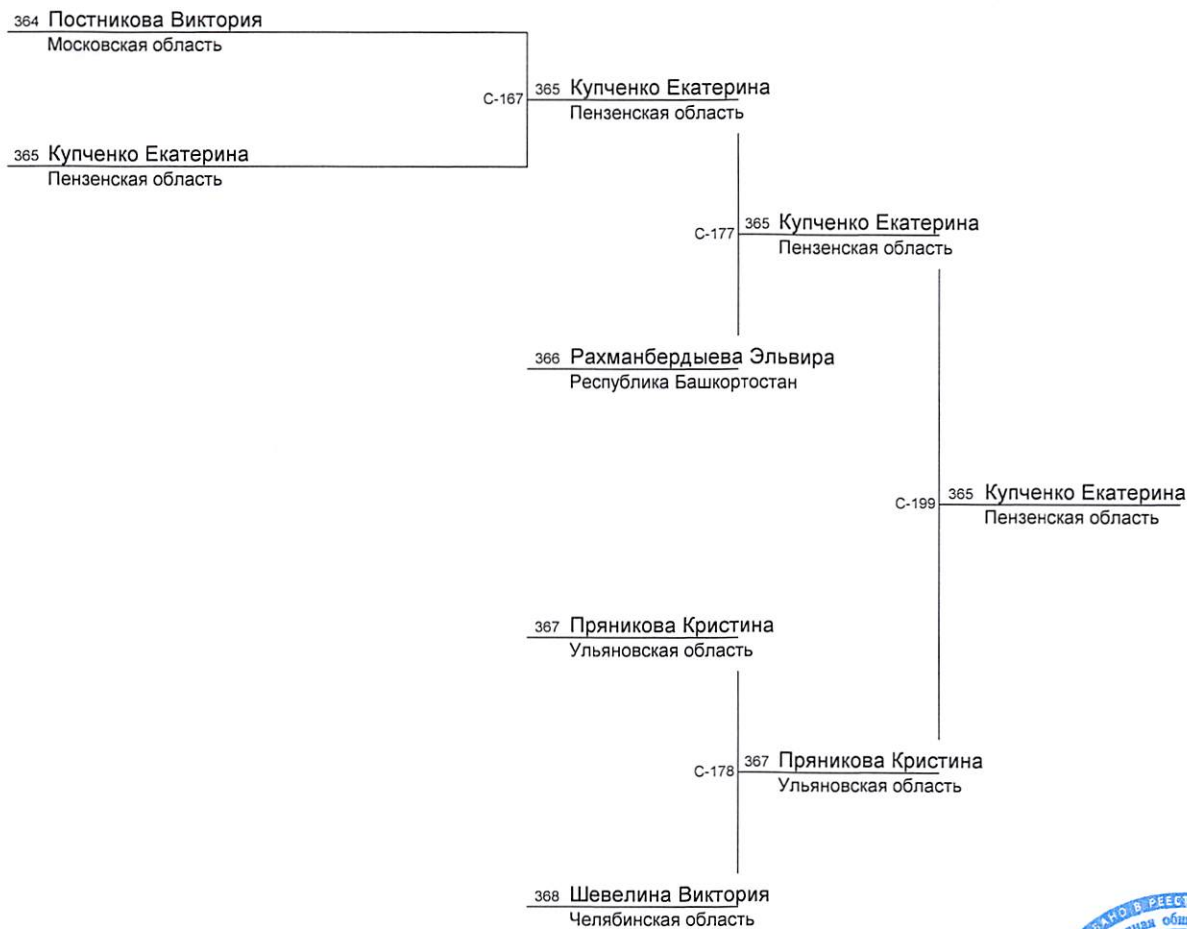 364 Постникова Виктория
Московская область
С-167
365 Купченко Екатерина
Пензенская область
365 Купченко Екатерина
Пензенская область
С-177
365 Купченко Екатерина
Пензенская область
366 Рахманбердыева Эльвира
Республика Башкортостан
С-199
365 Купченко Екатерина
Пензенская область
367 Пряникова Кристина
Ульяновская область
С-178
367 Пряникова Кристина
Ульяновская область
368 Шевелина Виктория
Челябинская область